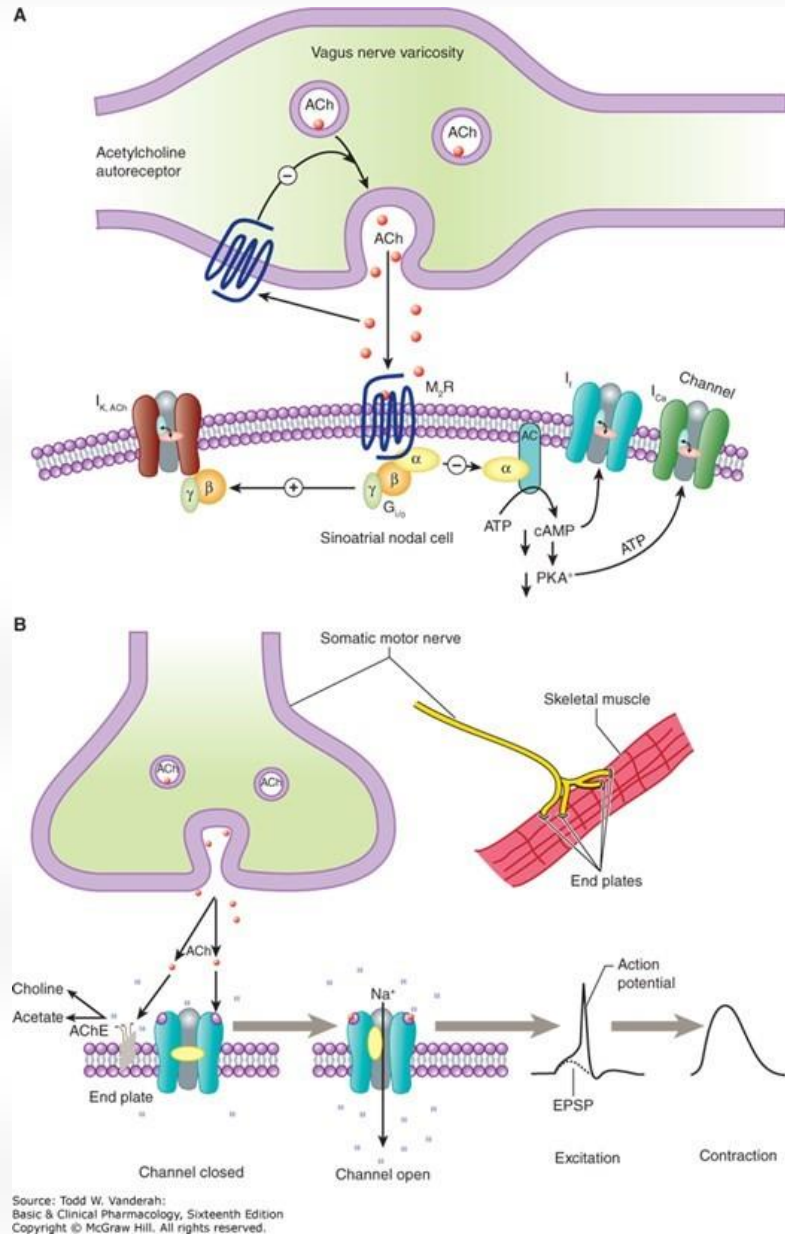 A
Vagus nerve varicosity
ACh
ACh
Acetylcholine
autoreceptor
−
ACh
I K, ACh
M2R
If
ICa
Channel
AC
α
−
α
β
γ
γ
β
+
Gi/o
ATP
cAMP
Sinoatrial nodal cell
ATP
PKA+
B
Somatic motor nerve
Skeletal muscle
ACh
ACh
End plates
ACh
Na+
Action
potential
Choline
Acetate
AChE
End plate
EPSP
Channel closed
Channel open
Excitation
Contraction
Source: Todd W. Vanderah:
Basic & Clinical Pharmacology, Sixteenth Edition
Copyright © McGraw Hill. All rights reserved.